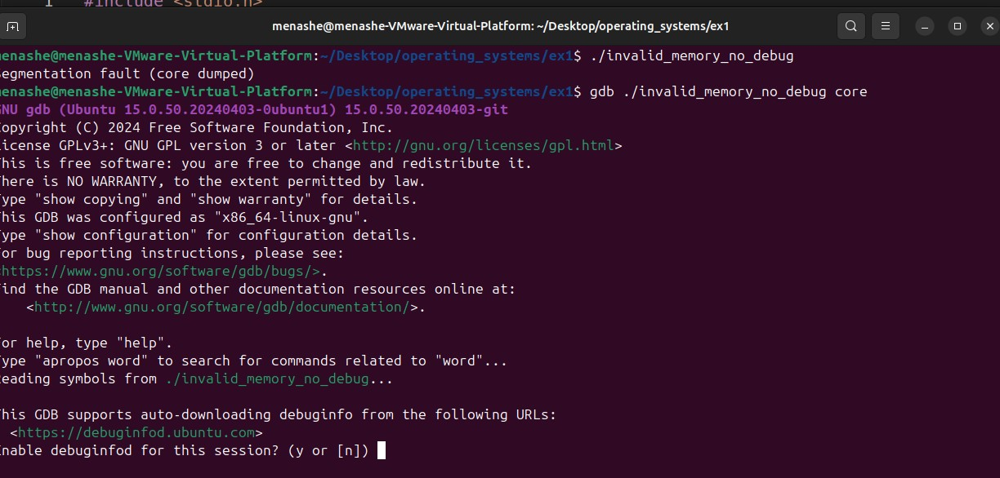 1 #include <stdio.h>
menashe@menashe-VMware-Virtual-Platform: ~/Desktop/operating_systems/ex1
enashe@menashe-VMware-Virtual-Platform:~/Desktop/operating_systems/ex1$ ./invalid_memory_no_debug
egmentation fault (core dumped)
enashe@menashe-VMware-Virtual-Platform:~/Desktop/operating_systems/ex1$ gdb ./invalid_memory_no_debug core
NU gdb (Ubuntu 15.0.50.20240403-0ubuntu1) 15.0.50.20240403-git
opyright (C) 2024 Free Software Foundation, Inc.
icense GPLv3+: GNU GPL version 3 or later <http://gnu.org/licenses/gpl.html>
his is free software: you are free to change and redistribute it.
here is NO WARRANTY, to the extent permitted by law.
ype "show copying" and "show warranty" for details.
his GDB was configured as "x86_64-linux-gnu".
ype "show configuration" for configuration details.
or bug reporting instructions, please see:
<https://www.gnu.org/software/gdb/bugs/>.
ind the GDB manual and other documentation resources online at:
    <http://www.gnu.org/software/gdb/documentation/>.
or help, type "help".
ype "apropos word" to search for commands related to "word"...
eading symbols from ./invalid_memory_no_debug...
his GDB supports auto-downloading debuginfo from the following URLs:
  <https://debuginfod.ubuntu.com>
nable debuginfod for this session? (y or [n])